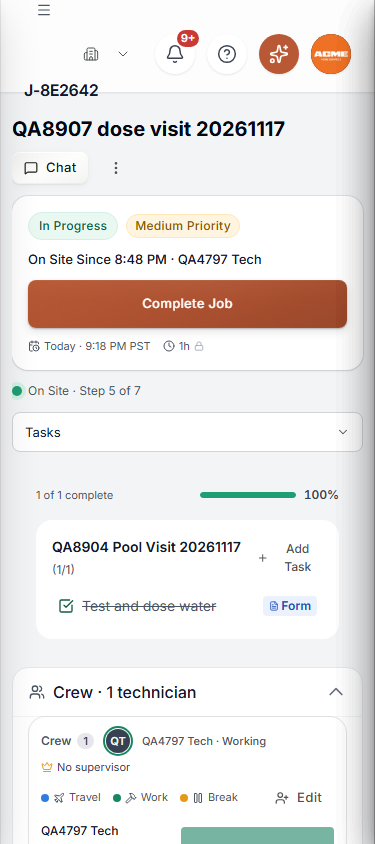 9+
ACME
J-8E2642
QA8907 dose visit 20261117
Chat
In Progress
Medium Priority
On Site Since 8:48 PM · QA4797 Tech
Complete Job
Today · 9:18 PM PST
1h
On Site · Step 5 of 7
Tasks
1 of 1 complete
100%
QA8904 Pool Visit 20261117
(1/1)
+ Add
Task
Test and dose water
Form
Crew · 1 technician
Crew 1 QT QA4797 Tech · Working
No supervisor
Travel
Work
Break
Edit
QA4797 Tech